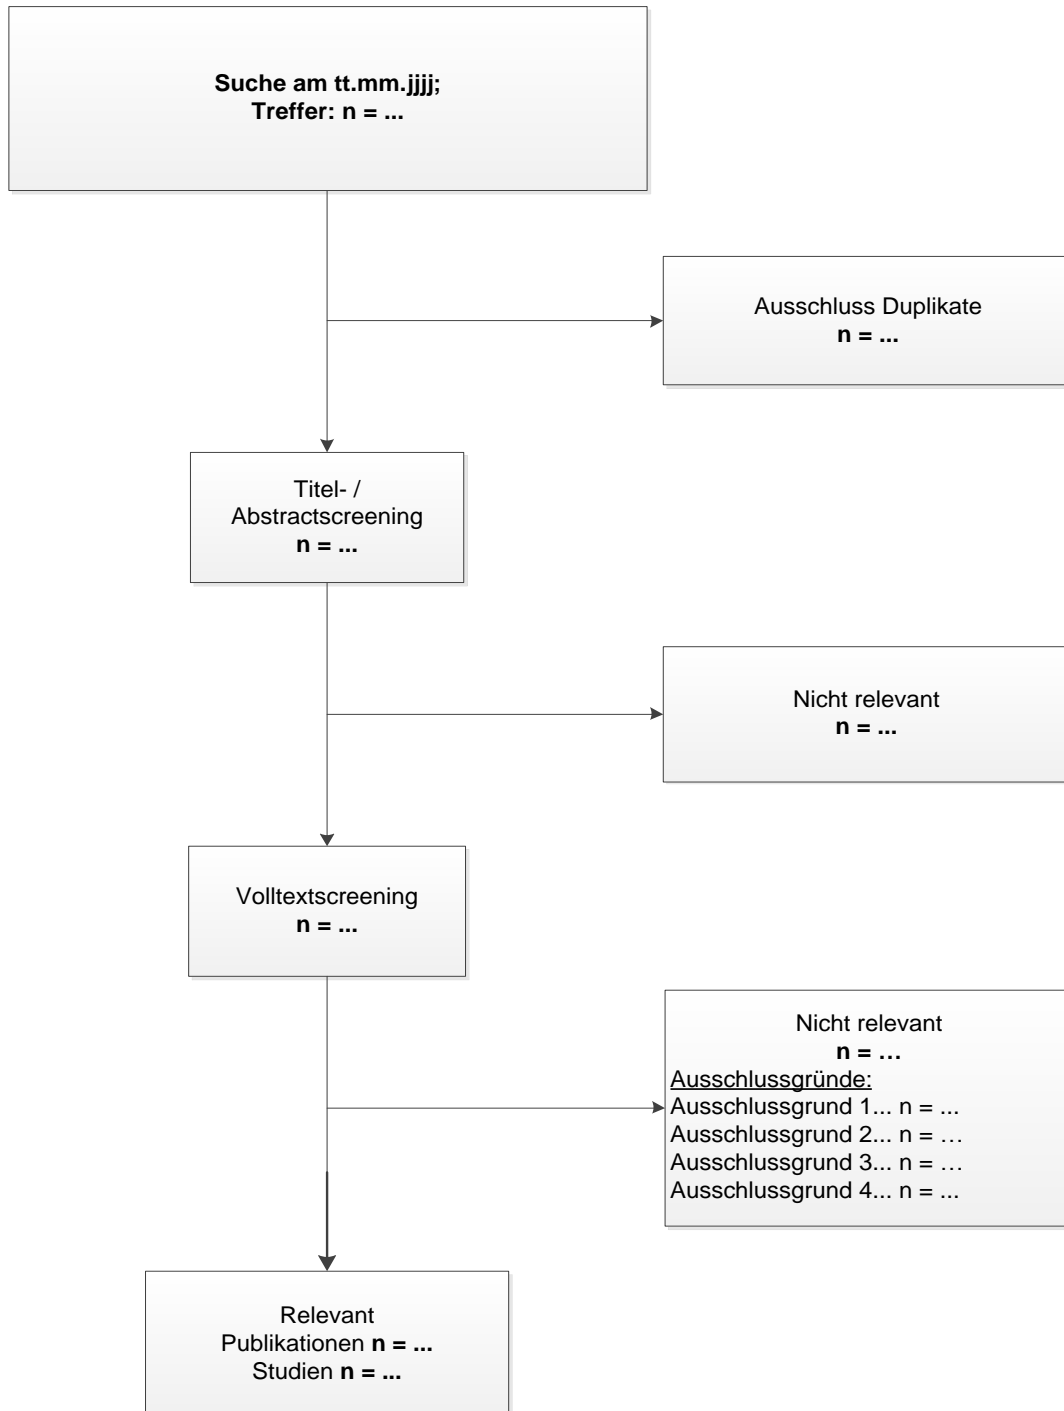 Suche am tt.mm.jjjj;
Treffer: n = ...
Ausschluss Duplikate
n = ...
Titel- /
Abstractscreening
n = ...
Nicht relevant
n = ...
Volltextscreening
n = ...
Nicht relevant
n = …
Ausschlussgründe:
Ausschlussgrund 1... n = ...
Ausschlussgrund 2... n = …
Ausschlussgrund 3... n = …
Ausschlussgrund 4... n = ...
Relevant
Publikationen n = ...
Studien n = ...